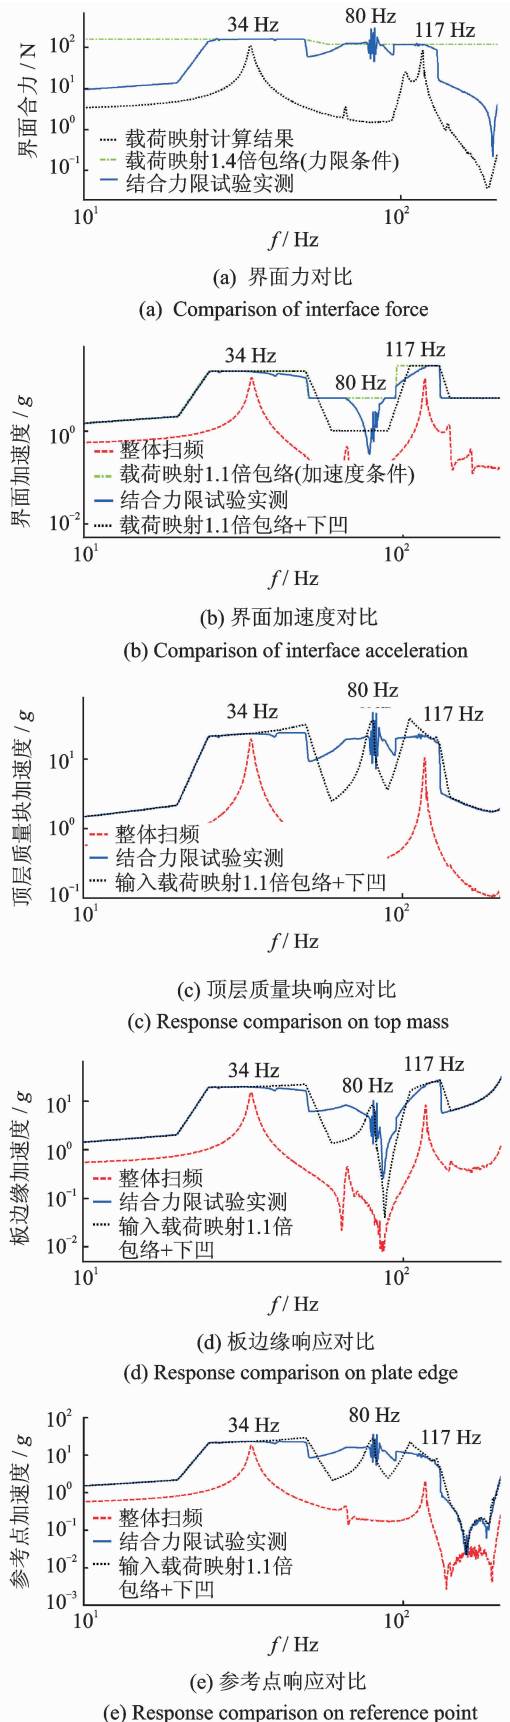 界面合力 / N
10²
10¹
10⁰
10⁻¹
34 Hz
80 Hz
117 Hz
载荷映射计算结果
载荷映射1.4倍包络(力限条件)
结合力限试验实测
10¹
10²
f / Hz
(a) 界面力对比
(a) Comparison of interface force
界面加速度 / g
10⁰
10⁻²
34 Hz
80 Hz
117 Hz
整体扫频
载荷映射1.1倍包络(加速度条件)
结合力限试验实测
载荷映射1.1倍包络+下凹
10¹
10²
f / Hz
(b) 界面加速度对比
(b) Comparison of interface acceleration
顶层质量块加速度 / g
10¹
10⁰
10⁻¹
34 Hz
80 Hz
117 Hz
整体扫频
结合力限试验实测
输入载荷映射1.1倍包络+下凹
10¹
10²
f / Hz
(c) 顶层质量块响应对比
(c) Response comparison on top mass
板边缘加速度 / g
10¹
10⁰
10⁻¹
10⁻²
34 Hz
80 Hz
117 Hz
整体扫频
结合力限试验实测
输入载荷映射1.1倍
包络+下凹
10¹
10²
f / Hz
(d) 板边缘响应对比
(d) Response comparison on plate edge
参考点加速度 / g
10²
10¹
10⁰
10⁻¹
10⁻²
10⁻³
34 Hz
80 Hz
117 Hz
整体扫频
结合力限试验实测
输入载荷映射1.1倍
包络+下凹
10¹
10²
f / Hz
(e) 参考点响应对比
(e) Response comparison on reference point